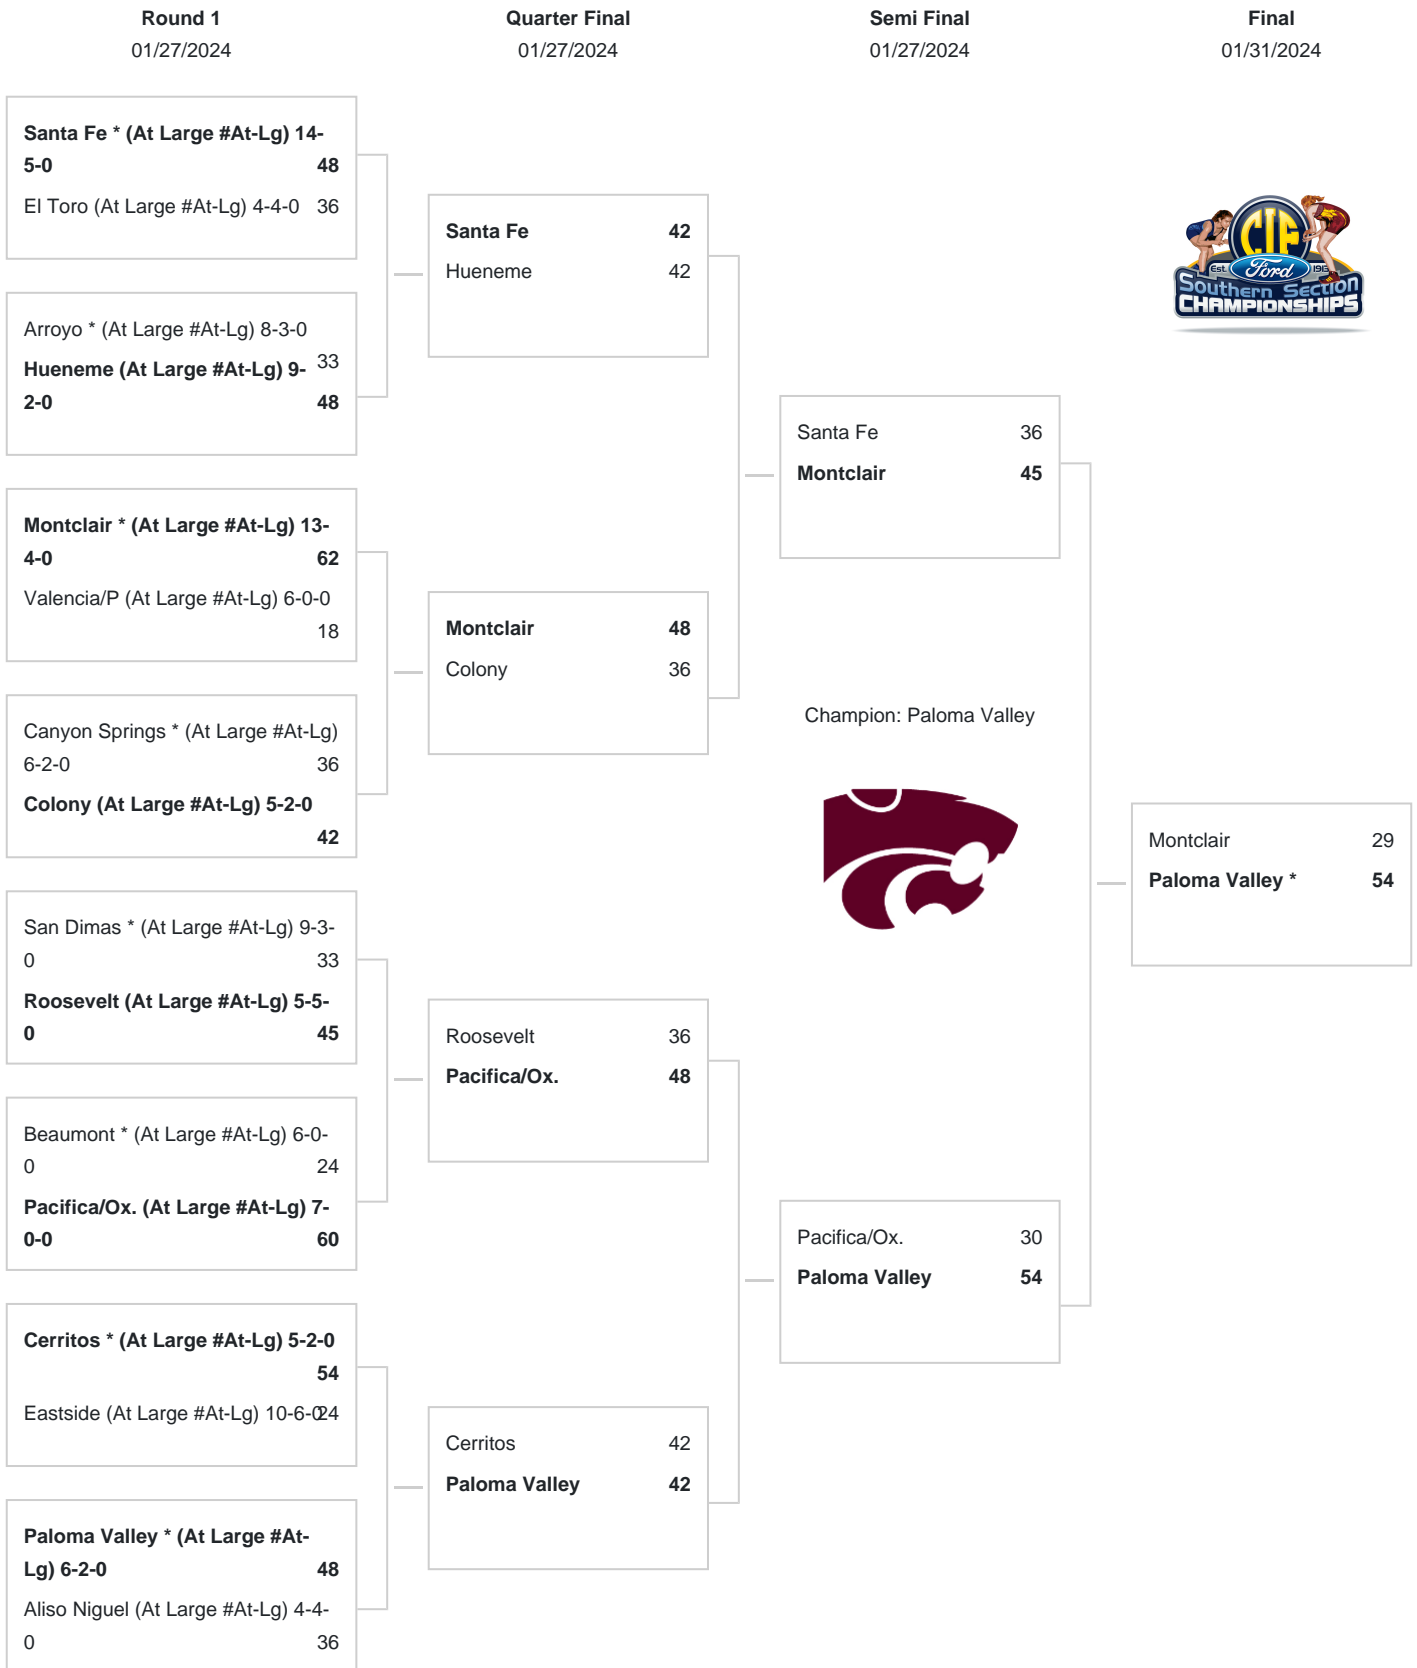 Round 1
01/27/2024
Quarter Final
01/27/2024
Semi Final
01/27/2024
Final
01/31/2024
Santa Fe * (At Large #At-Lg) 14-
5-0 48
El Toro (At Large #At-Lg) 4-4-0 36
Arroyo * (At Large #At-Lg) 8-3-0
33
Hueneme (At Large #At-Lg) 9-
2-0 48
Montclair * (At Large #At-Lg) 13-
4-0 62
Valencia/P (At Large #At-Lg) 6-0-0
18
Canyon Springs * (At Large #At-Lg)
6-2-0 36
Colony (At Large #At-Lg) 5-2-0
42
San Dimas * (At Large #At-Lg) 9-3-
0 33
Roosevelt (At Large #At-Lg) 5-5-
0 45
Beaumont * (At Large #At-Lg) 6-0-
0 24
Pacifica/Ox. (At Large #At-Lg) 7-
0-0 60
Cerritos * (At Large #At-Lg) 5-2-0
54
Eastside (At Large #At-Lg) 10-6-0 24
Paloma Valley * (At Large #At-
Lg) 6-2-0 48
Aliso Niguel (At Large #At-Lg) 4-4-
0 36
Santa Fe 42
Hueneme 42
Montclair 48
Colony 36
Roosevelt 36
Pacifica/Ox. 48
Cerritos 42
Paloma Valley 42
Santa Fe 36
Montclair 45
Champion: Paloma Valley
Pacifica/Ox. 30
Paloma Valley 54
CIF
Est. Ford 1913
Southern Section
CHAMPIONSHIPS
Montclair 29
Paloma Valley * 54